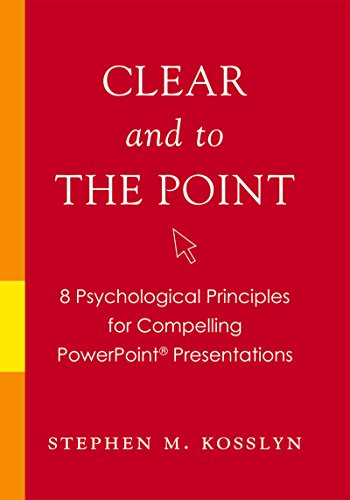 CLEAR
and to
THE POINT
8 Psychological Principles
for Compelling
PowerPoint® Presentations
STEPHEN M. KOSSLYN